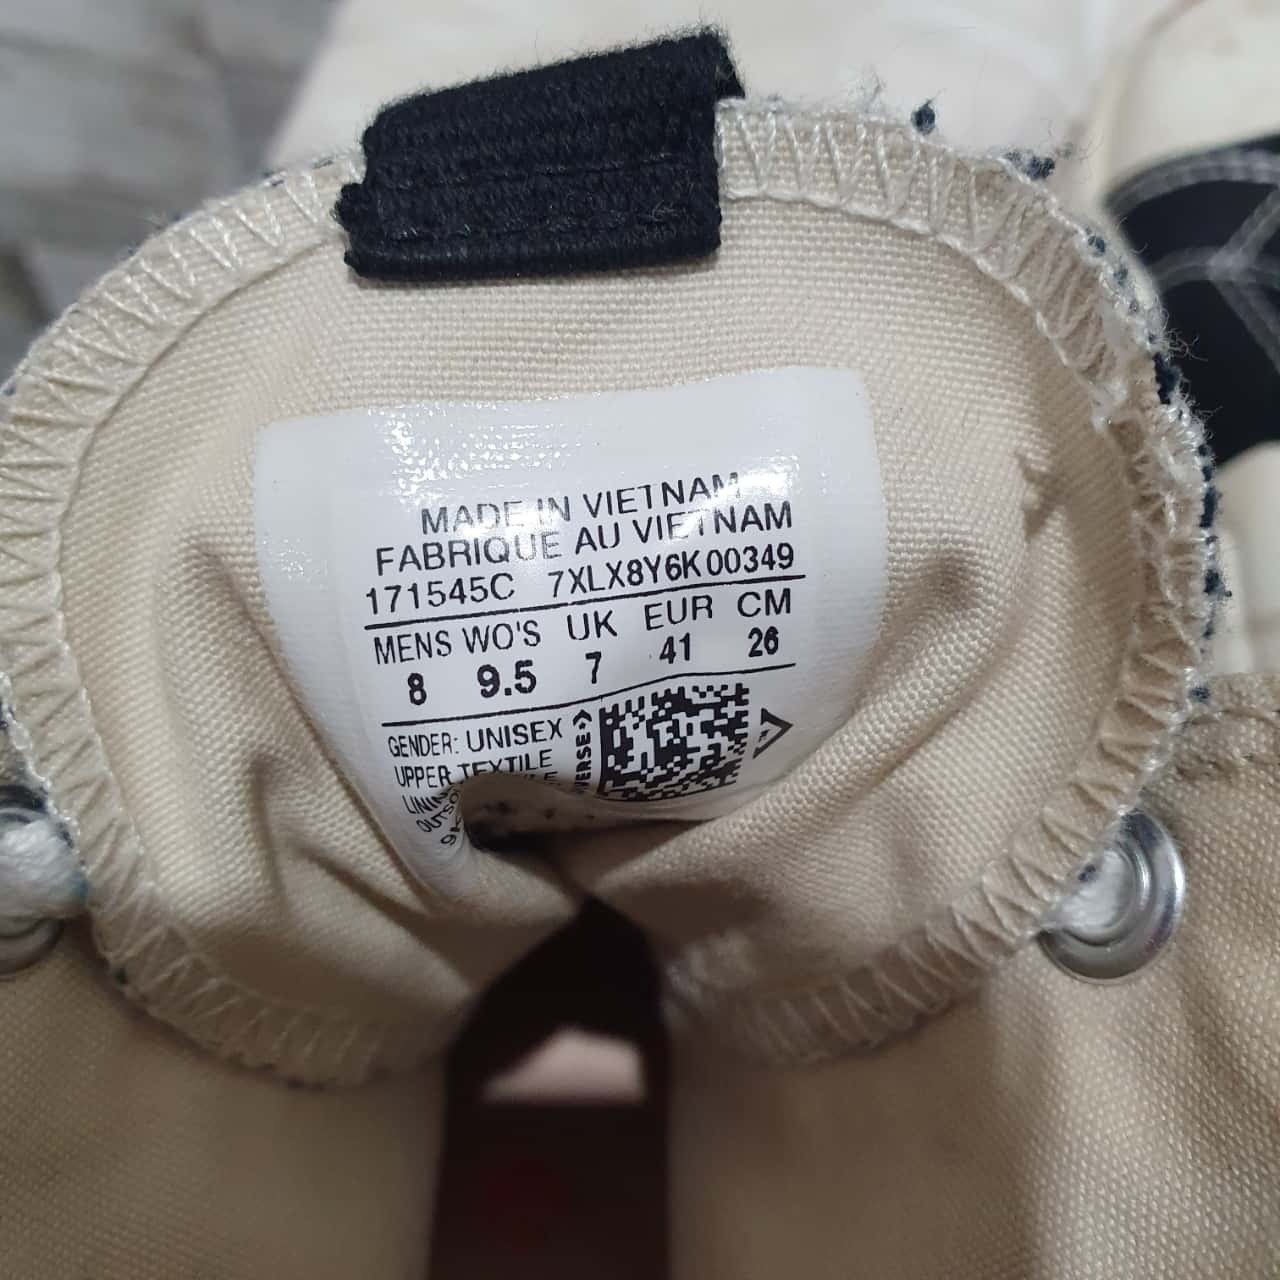 MADE IN VIETNAM
FABRIQUE AU VIETNAM
171545C 7XLX8Y6K00349
MENS WO'S UK EUR CM
8 9.5 7 41 26
GENDER: UNISEX
UPPER TEXTILE